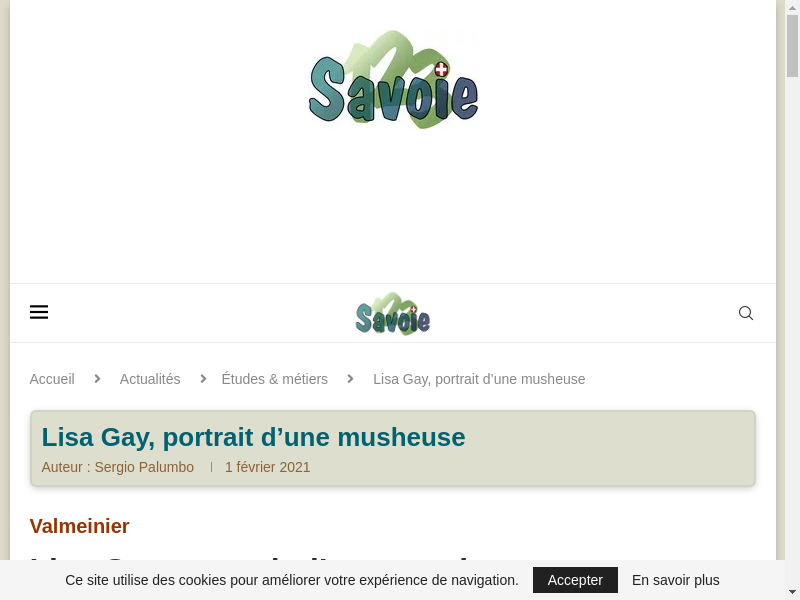 Savoie
Savoie
Accueil
Actualités
Études & métiers
Lisa Gay, portrait d’une musheuse
Lisa Gay, portrait d’une musheuse
Auteur : Sergio Palumbo
1 février 2021
Valmeinier
Ce site utilise des cookies pour améliorer votre expérience de navigation.
Accepter
En savoir plus